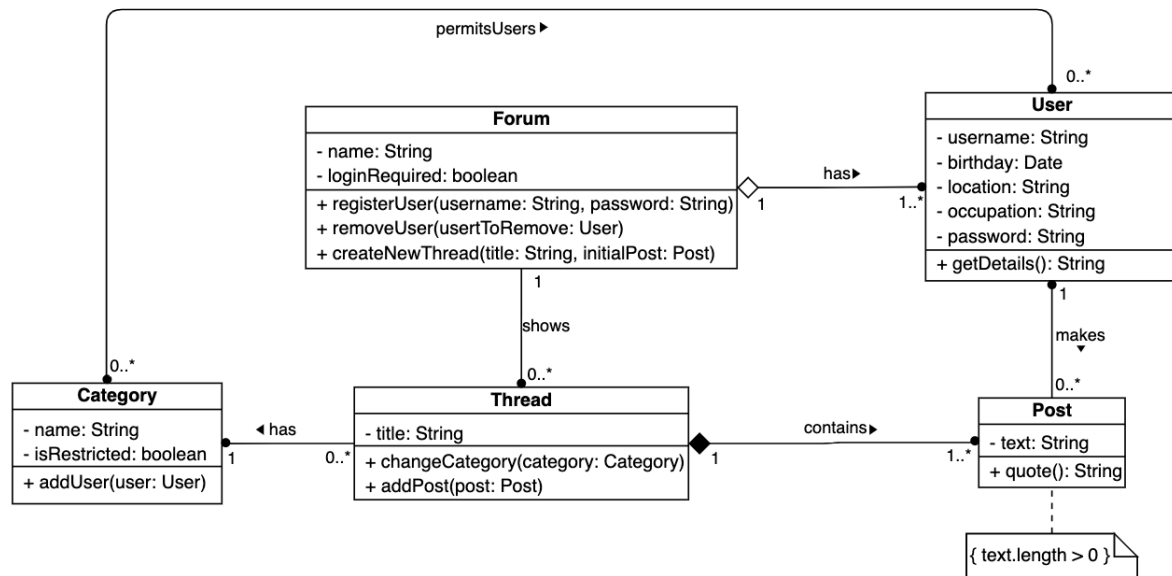 permitsUsers ▶
0..*
User
- username: String
- birthday: Date
- location: String
- occupation: String
- password: String
+ getDetails(): String
Forum
- name: String
- loginRequired: boolean
+ registerUser(username: String, password: String)
+ removeUser(usertToRemove: User)
+ createNewThread(title: String, initialPost: Post)
has▶
1
1..*
1
shows
0..*
1
makes
▼
0..*
0..*
Category
- name: String
- isRestricted: boolean
+ addUser(user: User)
◀ has
1
0..*
Thread
- title: String
+ changeCategory(category: Category)
+ addPost(post: Post)
contains▶
1
1..*
Post
- text: String
+ quote(): String
{ text.length > 0 }